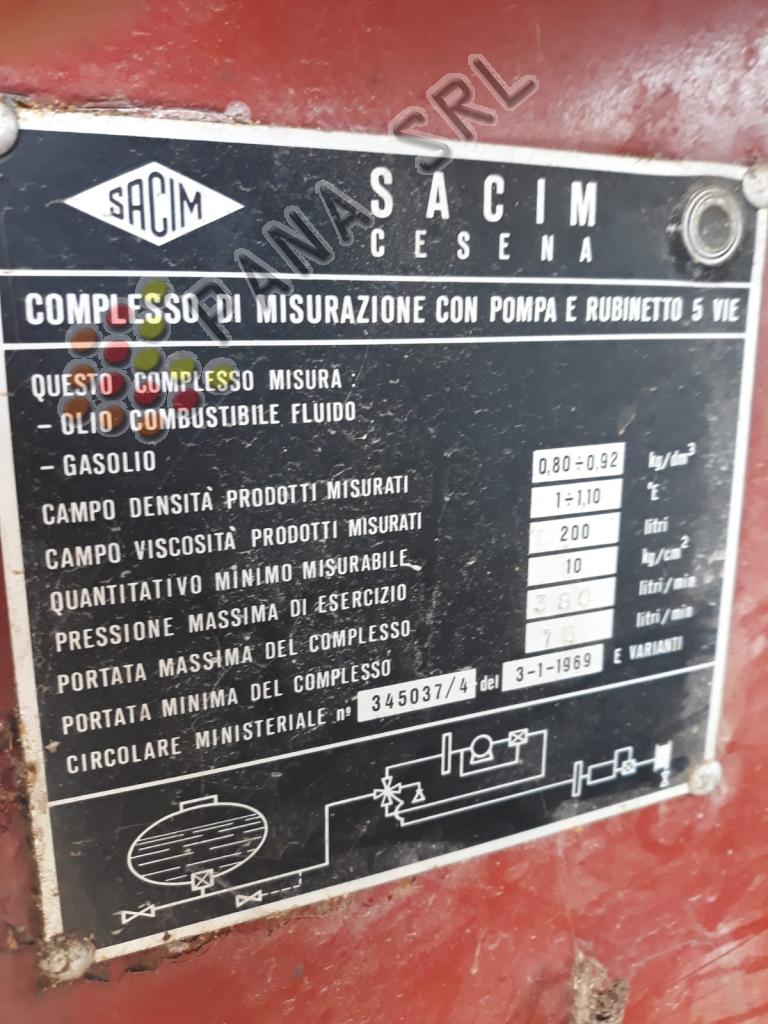 SACIM
SACIM
CESENA
COMPLESSO DI MISURAZIONE CON POMPA E RUBINETTO 5 VIE
QUESTO COMPLESSO MISURA :
- OLIO COMBUSTIBILE FLUIDO
- GASOLIO
CAMPO DENSITÀ PRODOTTI MISURATI 0,80÷0,92 kg/dm³
CAMPO VISCOSITÀ PRODOTTI MISURATI 1÷1,10 °E
QUANTITATIVO MINIMO MISURABILE 200 litri
PRESSIONE MASSIMA DI ESERCIZIO 10 kg/cm²
PORTATA MASSIMA DEL COMPLESSO 380 litri/min
PORTATA MINIMA DEL COMPLESSO 75 litri/min
CIRCOLARE MINISTERIALE n° 345037/4 del 3-1-1969 E VARIANTI
PANA SRL